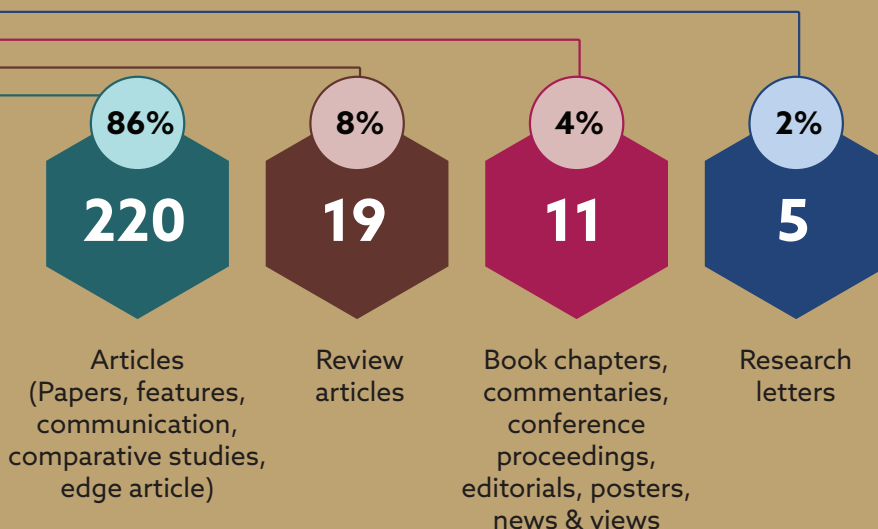 86%
220
Articles
(Papers, features,
communication,
comparative studies,
edge article)
8%
19
Review
articles
4%
11
Book chapters,
commentaries,
conference
proceedings,
editorials, posters,
news & views
2%
5
Research
letters